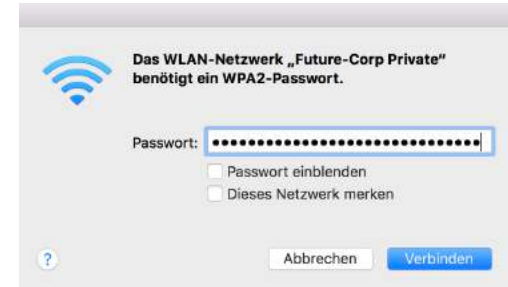 Das WLAN-Netzwerk „Future-Corp Private“
benötigt ein WPA2-Passwort.
Passwort: ••••••••••••••••••••••••••••••••
Passwort einblenden
Dieses Netzwerk merken
?
Abbrechen
Verbinden